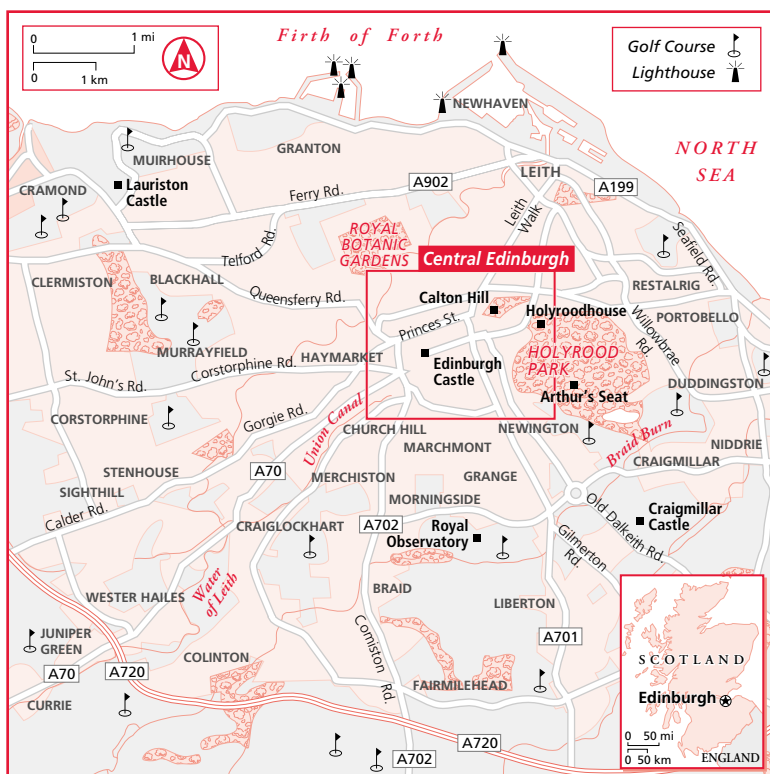 0 1 mi
0 1 km
N
Firth of Forth
Golf Course
Lighthouse
NEWHAVEN
NORTH
SEA
GRANTON
MUIRHOUSE
LEITH
CRAMOND
Lauriston
Castle
A902
A199
Ferry Rd.
Leith
Walk
ROYAL
BOTANIC
GARDENS
Telford Rd.
Seafield Rd.
Central Edinburgh
CLERMISTON
BLACKHALL
RESTALRIG
Queensferry Rd.
Calton Hill
Holyroodhouse
PORTOBELLO
Princes St.
Willowbrae
Rd.
MURRAYFIELD
HAYMARKET
Edinburgh
Castle
HOLYROOD
PARK
Corstorphine Rd.
St. John's Rd.
DUDDINGSTON
Arthur's Seat
CORSTORPHINE
Gorgie Rd.
Union Canal
CHURCH HILL
NEWINGTON
Braid Burn
MARCHMONT
NIDDRIE
STENHOUSE
A70
MERCHISTON
GRANGE
CRAIGMILLAR
SIGHTHILL
MORNINGSIDE
Calder Rd.
CRAIGLOCKHART
A702
Royal
Observatory
Old Dalkeith Rd.
Craigmillar
Castle
Gilmerton
Rd.
Water
of Leith
WESTER HAILES
BRAID
LIBERTON
JUNIPER
GREEN
Comiston
Rd.
A701
COLINTON
A70
A720
FAIRMILEHEAD
CURRIE
A720
A702
SCOTLAND
Edinburgh
0 50 mi
0 50 km
ENGLAND